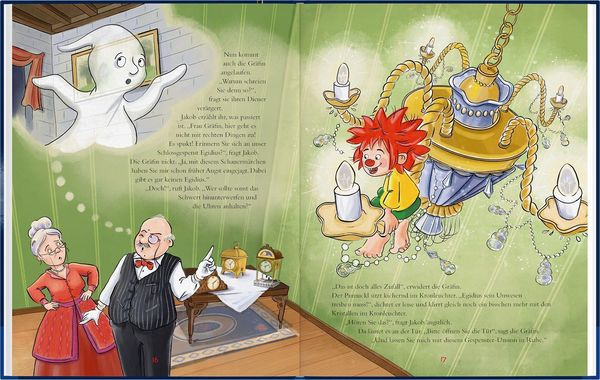 Nun kommt
auch die Gräfin
angelaufen.
„Warum schreien
Sie denn so?“,
fragt sie ihren Diener
verärgert.
Jakob erzählt ihr, was passiert
ist. „Frau Gräfin, hier geht es
nicht mit rechten Dingen zu!
Es spukt! Erinnern Sie sich an unser
Schlossgespenst Egidius?“, fragt Jakob.
Die Gräfin nickt. „Ja, mit diesem Schauermärchen
haben Sie mir schon früher Angst eingejagt. Dabei
gibt es gar keinen Egidius.“
„Doch!“, ruft Jakob. „Wer sollte sonst das
Schwert hinunterwerfen und
die Uhren anhalten?“
16
„Das ist doch alles Zufall“, erwidert die Gräfin.
Der Pumuckl sitzt kichernd im Kronleuchter. „Egidius sein Unwesen
treiben muss!“, dichtet er leise und klirrt gleich noch ein bisschen mehr mit den
Kristallen im Kronleuchter.
„Hören Sie das?“, fragt Jakob ängstlich.
Da läutet es an der Tür. „Bitte öffnen Sie die Tür“, sagt die Gräfin.
„Und lassen Sie mich mit diesem Gespenster-Unsinn in Ruhe.“
17